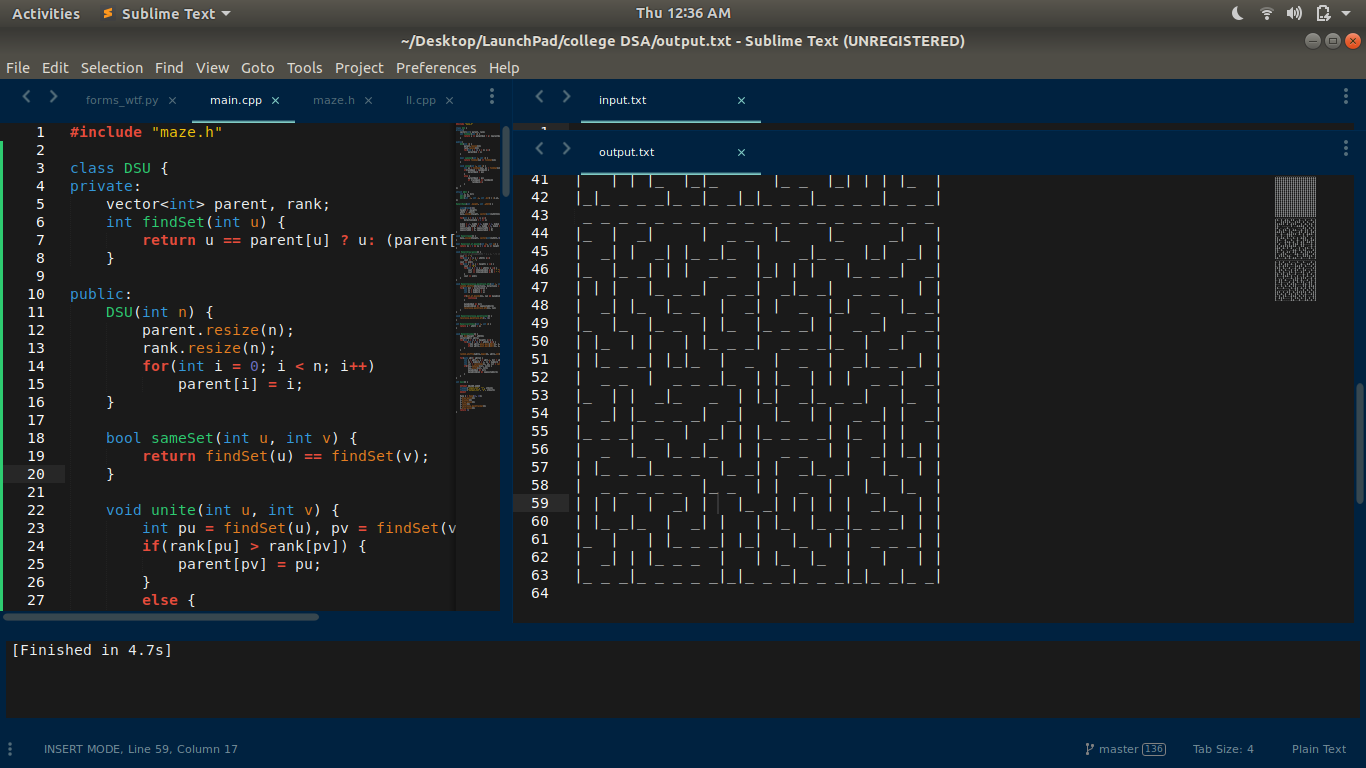 Activities Sublime Text Thu 12:36 AM
~/Desktop/LaunchPad/college DSA/output.txt - Sublime Text (UNREGISTERED)
File Edit Selection Find View Goto Tools Project Preferences Help
forms_wtf.py main.cpp maze.h ll.cpp
1 #include "maze.h"
2
3 class DSU {
4 private:
5 vector<int> parent, rank;
6 int findSet(int u) {
7 return u == parent[u] ? u: (parent[
8 }
9
10 public:
11 DSU(int n) {
12 parent.resize(n);
13 rank.resize(n);
14 for(int i = 0; i < n; i++)
15 parent[i] = i;
16 }
17
18 bool sameSet(int u, int v) {
19 return findSet(u) == findSet(v);
20 }
21
22 void unite(int u, int v) {
23 int pu = findSet(u), pv = findSet(v
24 if(rank[pu] > rank[pv]) {
25 parent[pv] = pu;
26 }
27 else {
input.txt
output.txt
41
42
43
44
45
46
47
48
49
50
51
52
53
54
55
56
57
58
59
60
61
62
63
64
[Finished in 4.7s]
INSERT MODE, Line 59, Column 17 master 136 Tab Size: 4 Plain Text